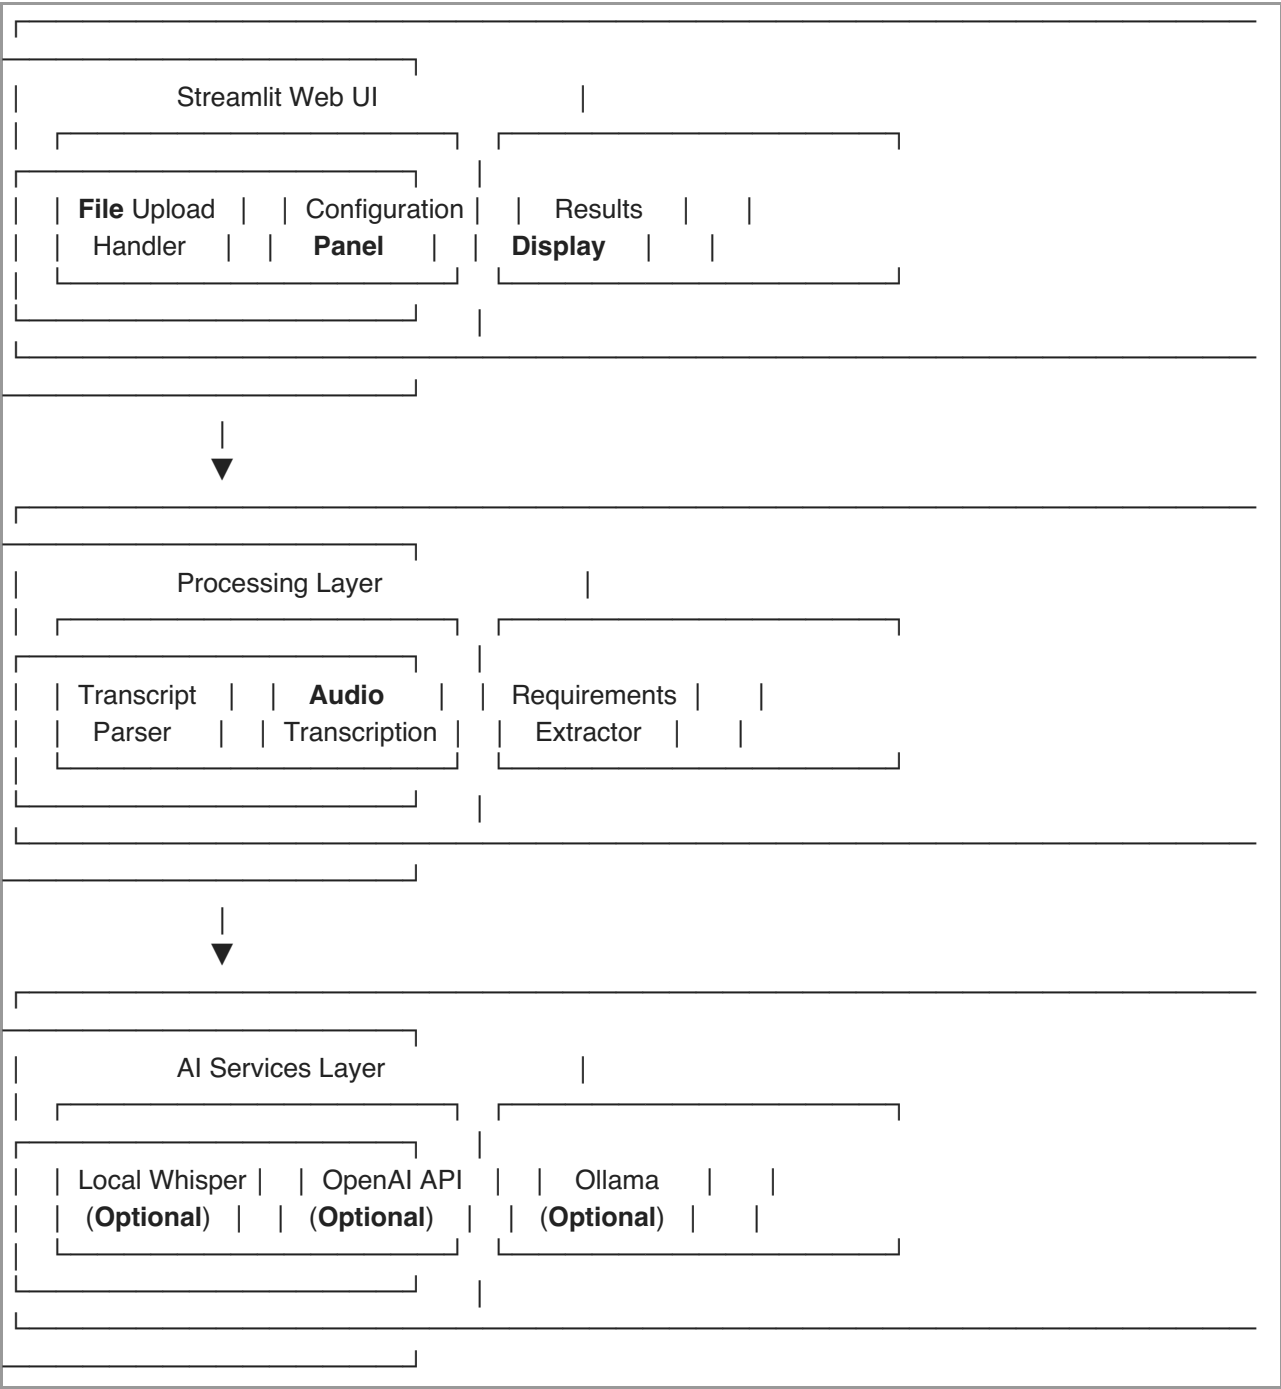 Streamlit Web UI
File Upload | | Configuration | | Results
Handler | | Panel | | Display
▼
Processing Layer
Transcript | | Audio | | Requirements
Parser | | Transcription | | Extractor
▼
AI Services Layer
Local Whisper | | OpenAI API | | Ollama
(Optional) | | (Optional) | | (Optional)